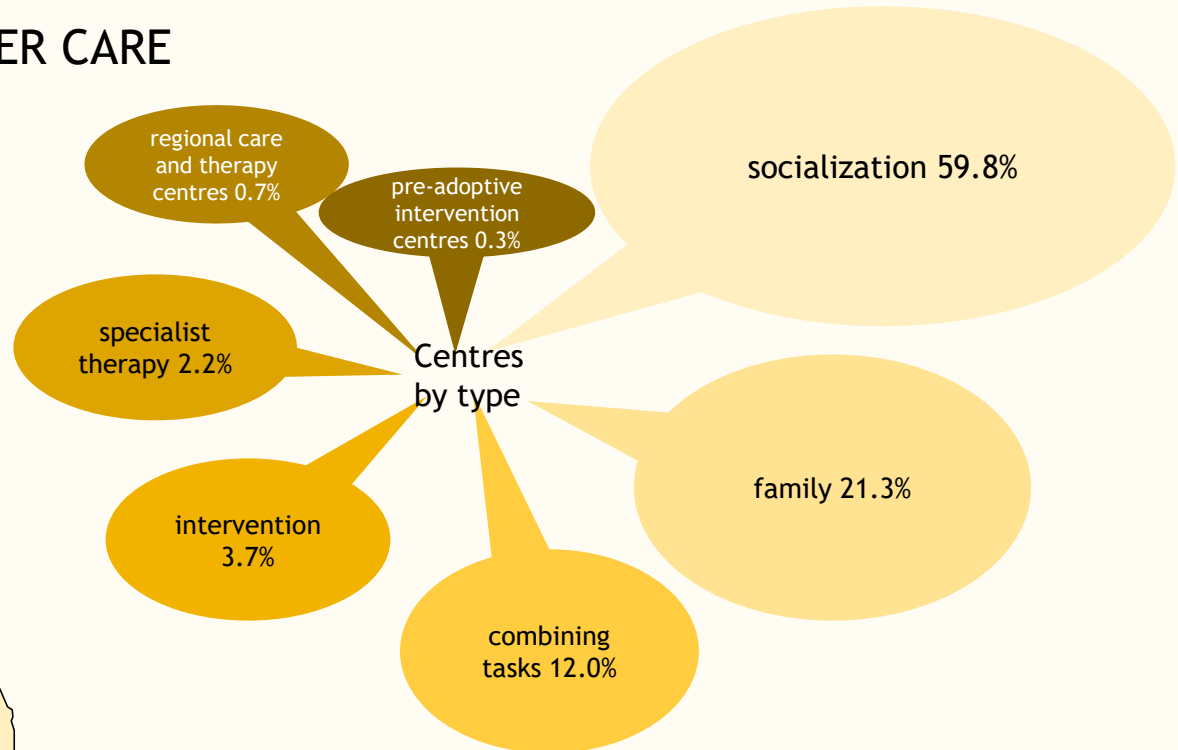 ER CARE
regional care
and therapy
centres 0.7%
pre-adoptive
intervention
centres 0.3%
socialization 59.8%
specialist
therapy 2.2%
Centres
by type
family 21.3%
intervention
3.7%
combining
tasks 12.0%